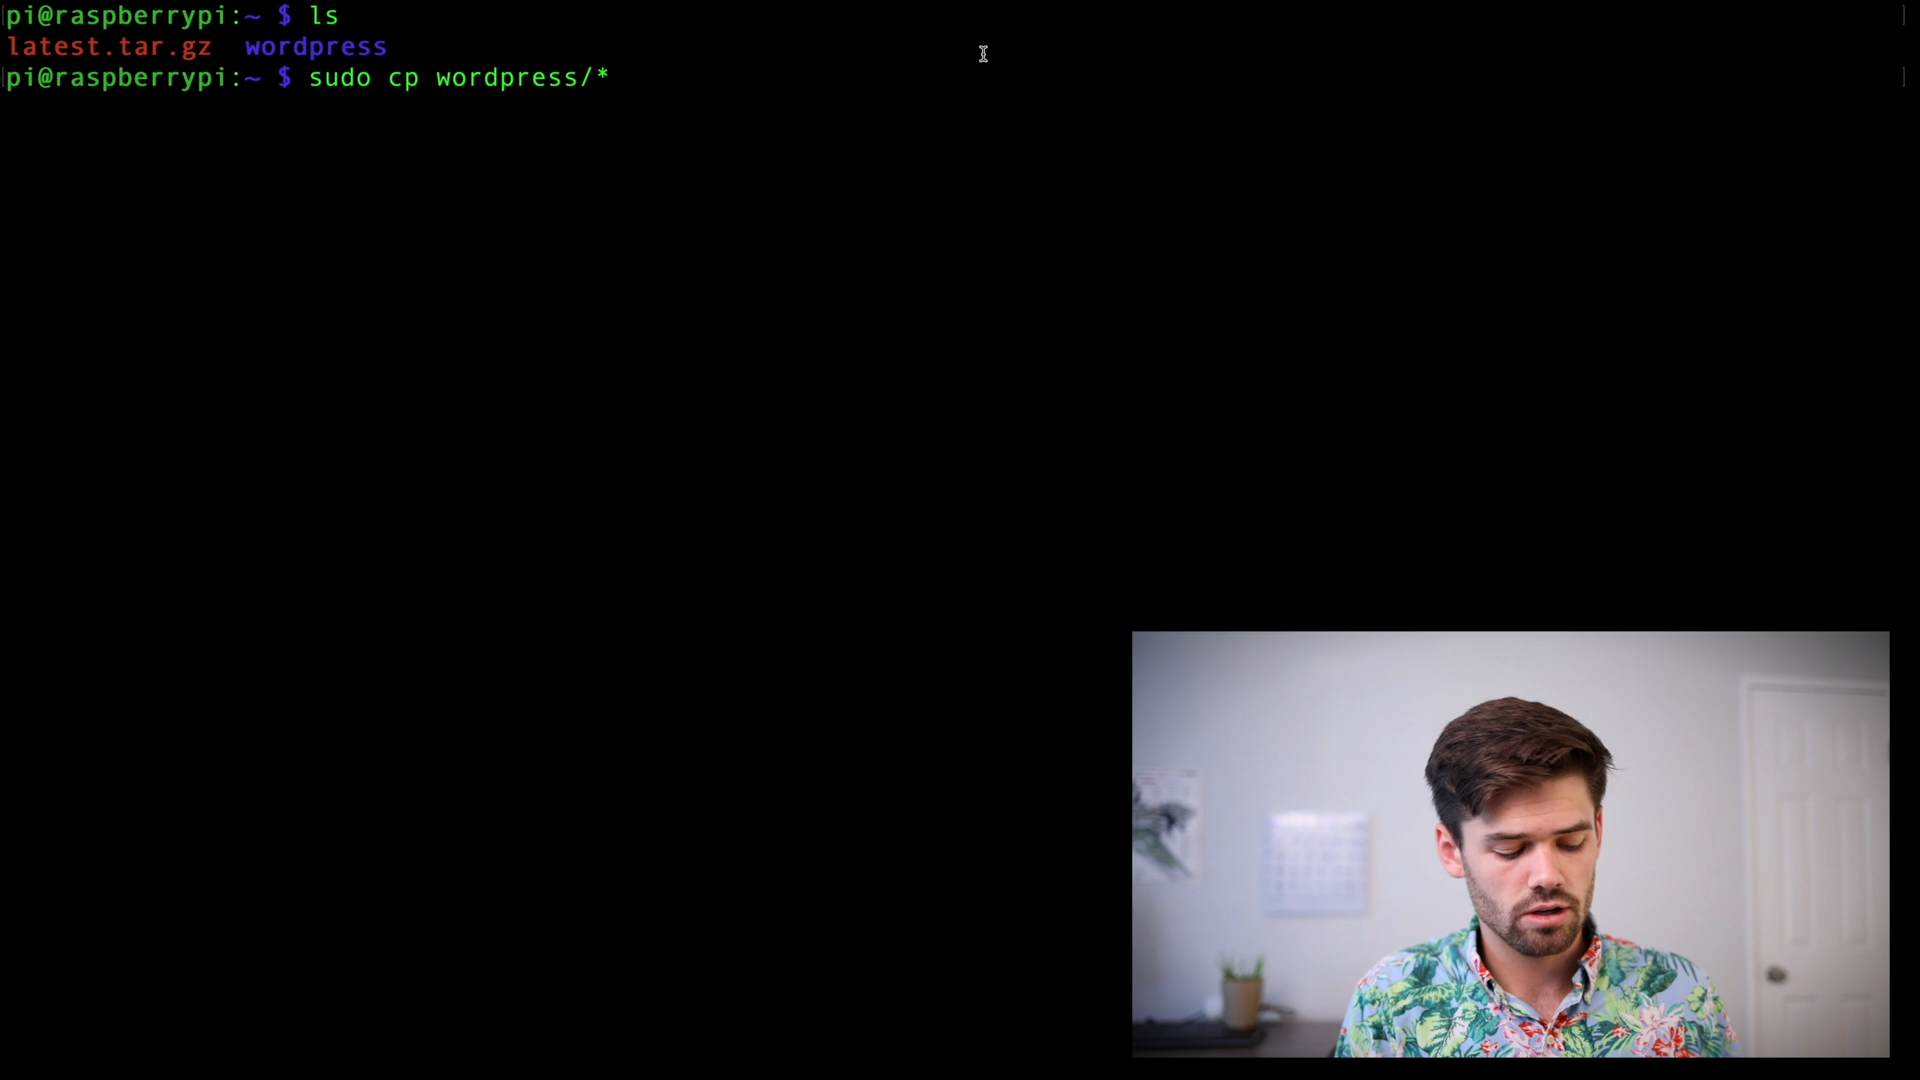 pi@raspberrypi:~ $ ls
latest.tar.gz  wordpress
pi@raspberrypi:~ $ sudo cp wordpress/*